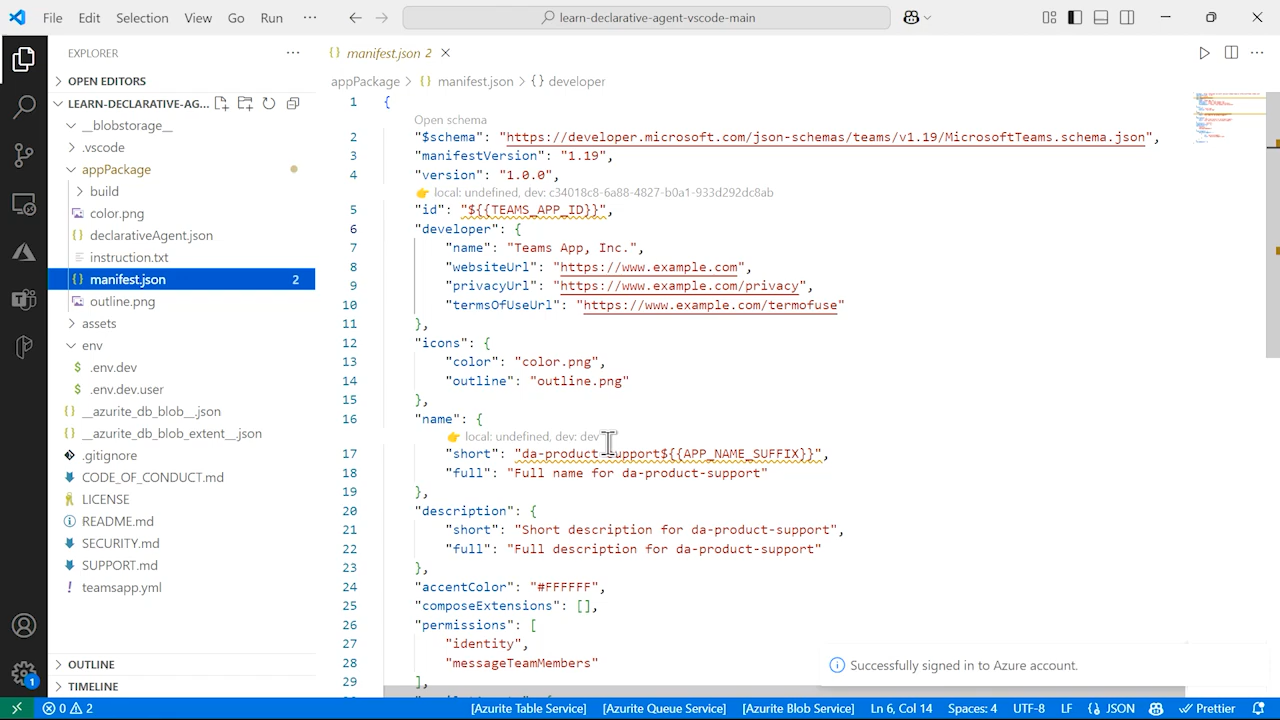 File Edit Selection View Go Run ··· learn-declarative-agent-vscode-main
EXPLORER
OPEN EDITORS
LEARN-DECLARATIVE-AG...
__blobstorage__
.vscode
appPackage
build
color.png
declarativeAgent.json
instruction.txt
manifest.json 2
outline.png
assets
env
.env.dev
.env.dev.user
__azurite_db_blob__.json
__azurite_db_blob_extent__.json
.gitignore
CODE_OF_CONDUCT.md
LICENSE
README.md
SECURITY.md
SUPPORT.md
teamsapp.yml
OUTLINE
TIMELINE
1
manifest.json 2
appPackage > {} manifest.json > {} developer
1 {
Open schema
2 "$schema": "https://developer.microsoft.com/json-schemas/teams/v1.19/MicrosoftTeams.schema.json",
3 "manifestVersion": "1.19",
4 "version": "1.0.0",
👉 local: undefined, dev: c34018c8-6a88-4827-b0a1-933d292dc8ab
5 "id": "${{TEAMS_APP_ID}}",
6 "developer": {
7 "name": "Teams App, Inc.",
8 "websiteUrl": "https://www.example.com",
9 "privacyUrl": "https://www.example.com/privacy",
10 "termsOfUseUrl": "https://www.example.com/termofuse"
11 },
12 "icons": {
13 "color": "color.png",
14 "outline": "outline.png"
15 },
16 "name": {
👉 local: undefined, dev: dev
17 "short": "da-product-support${{APP_NAME_SUFFIX}}",
18 "full": "Full name for da-product-support"
19 },
20 "description": {
21 "short": "Short description for da-product-support",
22 "full": "Full description for da-product-support"
23 },
24 "accentColor": "#FFFFFF",
25 "composeExtensions": [],
26 "permissions": [
27 "identity",
28 "messageTeamMembers"
29 ],
Successfully signed in to Azure account.
0 2 [Azurite Table Service] [Azurite Queue Service] [Azurite Blob Service] Ln 6, Col 14 Spaces: 4 UTF-8 LF {} JSON Prettier